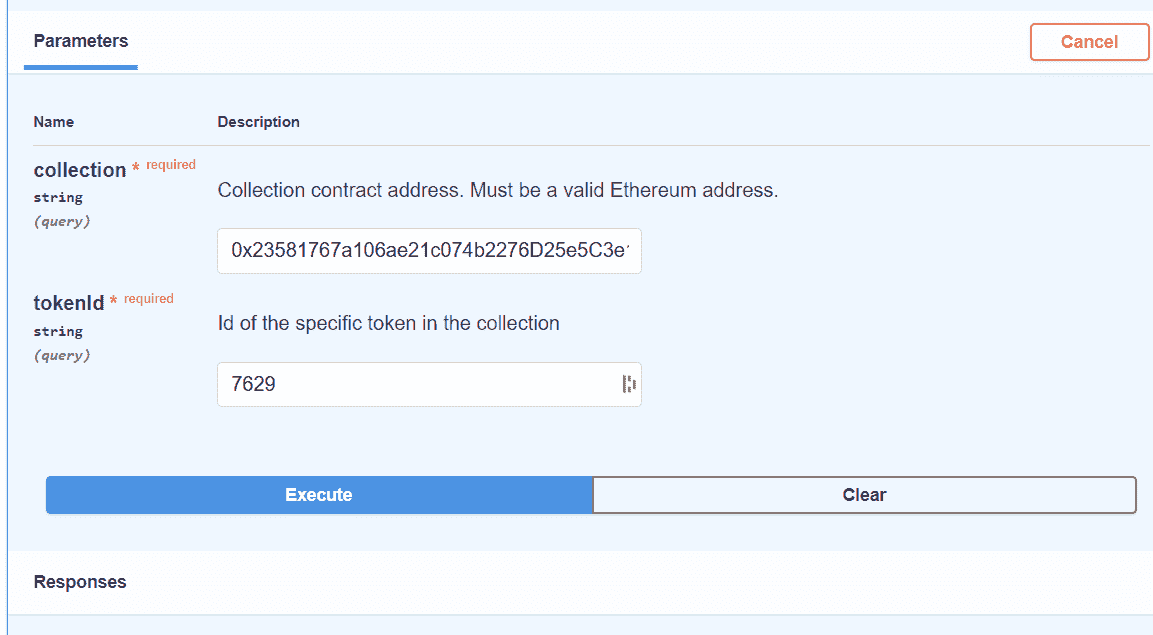 Parameters
Cancel
Name Description
collection * required
string
(query)
Collection contract address. Must be a valid Ethereum address.
0x23581767a106ae21c074b2276D25e5C3e
tokenId * required
string
(query)
Id of the specific token in the collection
7629
Execute Clear
Responses